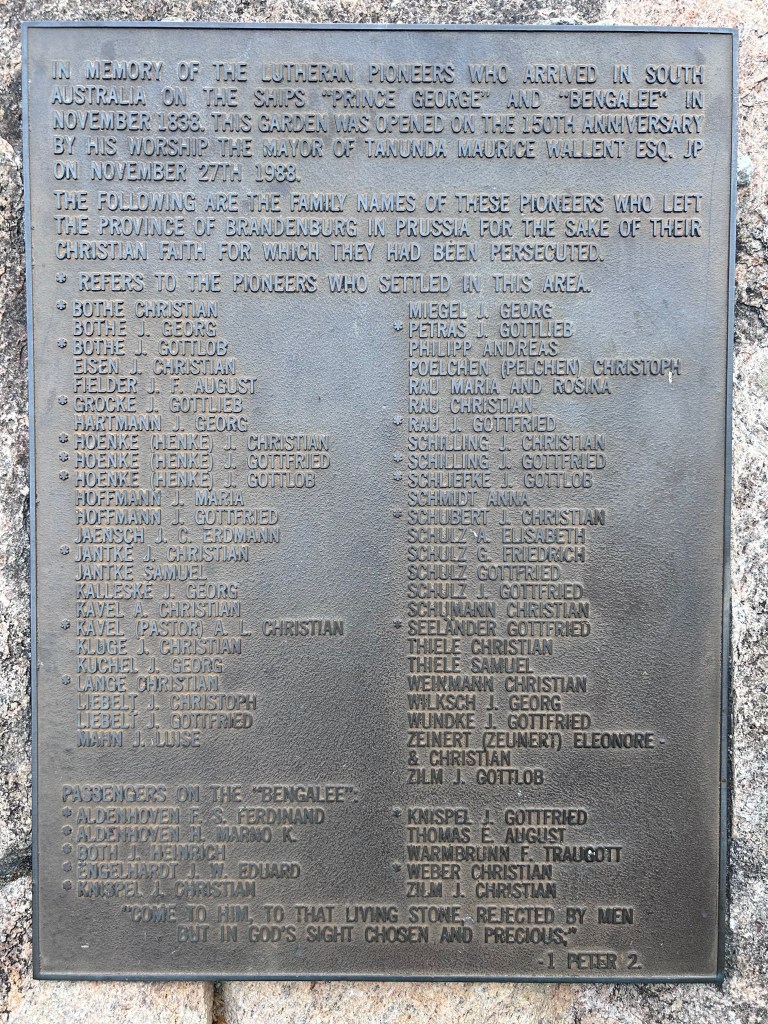 IN MEMORY OF THE LUTHERAN PIONEERS WHO ARRIVED IN SOUTH
AUSTRALIA ON THE SHIPS "PRINCE GEORGE" AND "BENGALEE" IN
NOVEMBER 1838. THIS GARDEN WAS OPENED ON THE 150TH ANNIVERSARY
BY HIS WORSHIP THE MAYOR OF TANUNDA MAURICE WALLENT ESQ. JP
ON NOVEMBER 27TH 1988.
THE FOLLOWING ARE THE FAMILY NAMES OF THESE PIONEERS WHO LEFT
THE PROVINCE OF BRANDENBURG IN PRUSSIA FOR THE SAKE OF THEIR
CHRISTIAN FAITH FOR WHICH THEY HAD BEEN PERSECUTED.
* REFERS TO THE PIONEERS WHO SETTLED IN THIS AREA.
* BOTHE CHRISTIAN
BOTHE J. GEORG
* BOTHE J. GOTTLOB
EISEN J. CHRISTIAN
FIELDER J. F. AUGUST
* GROCKE J. GOTTLIEB
HARTMANN J. GEORG
* HOENKE (HENKE) J. CHRISTIAN
* HOENKE (HENKE) J. GOTTFRIED
* HOENKE (HENKE) J. GOTTLOB
HOFFMANN J. MARIA
HOFFMANN J. GOTTFRIED
JAENSCH J. C. ERDMANN
* JANTKE J. CHRISTIAN
JANTKE SAMUEL
KALLESKE J. GEORG
KAVEL A. CHRISTIAN
* KAVEL (PASTOR) A. L. CHRISTIAN
KLUGE J. CHRISTIAN
KUCHEL J. GEORG
* LANGE CHRISTIAN
LIEBELT J. CHRISTOPH
LIEBELT J. GOTTFRIED
MAHN J. LUISE
MIEGEL J. GEORG
* PETRAS J. GOTTLIEB
PHILIPP ANDREAS
POELCHEN (PELCHEN) CHRISTOPH
RAU MARIA AND ROSINA
RAU CHRISTIAN
* RAU J. GOTTFRIED
SCHILLING J. CHRISTIAN
* SCHILLING J. GOTTFRIED
* SCHLIEFKE J. GOTTLOB
SCHMIDT ANNA
* SCHUBERT J. CHRISTIAN
SCHULZ A. ELISABETH
SCHULZ G. FRIEDRICH
SCHULZ GOTTFRIED
SCHULZ J. GOTTFRIED
SCHUMANN CHRISTIAN
* SEELÄNDER GOTTFRIED
THIELE CHRISTIAN
THIELE SAMUEL
WEINMANN CHRISTIAN
WILKSCH J. GEORG
WUNDKE J. GOTTFRIED
ZEINERT (ZEUNERT) ELEONORE -
& CHRISTIAN
ZILM J. GOTTLOB
PASSENGERS ON THE "BENGALEE":
* ALDENHOVEN F. S. FERDINAND
* ALDENHOVEN H. MARNO K.
* BOTH J. HEINRICH
* ENGELHARDT J. W. EDUARD
* KNISPEL J. CHRISTIAN
* KNISPEL J. GOTTFRIED
THOMAS E. AUGUST
WARMBRUNN F. TRAUGOTT
* WEBER CHRISTIAN
ZILM J. CHRISTIAN
"COME TO HIM, TO THAT LIVING STONE, REJECTED BY MEN
BUT IN GOD'S SIGHT CHOSEN AND PRECIOUS;"
-1 PETER 2.